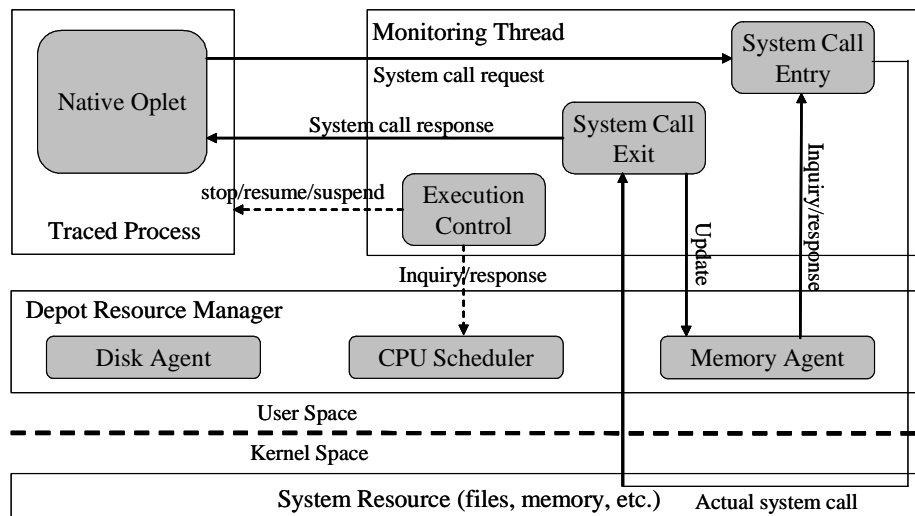 Monitoring Thread
System Call
Entry
System call request
Native Oplet
System call response
System Call
Exit
stop/resume/suspend
Execution
Control
Traced Process
Update
Inquiry/response
Inquiry/response
Depot Resource Manager
Disk Agent
CPU Scheduler
Memory Agent
User Space
Kernel Space
System Resource (files, memory, etc.)
Actual system call